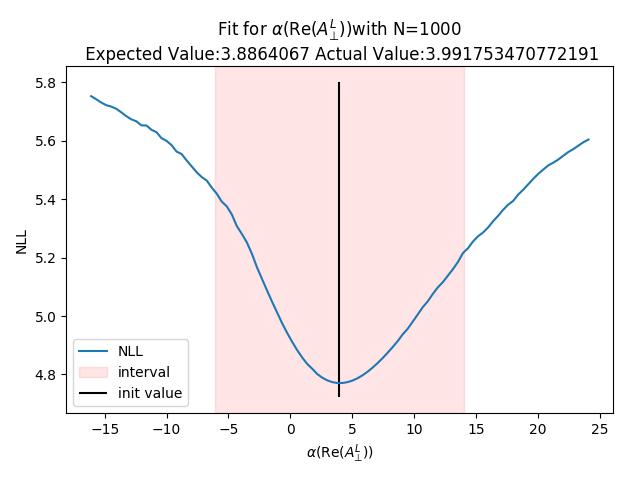 Fit for α(Re(A⊥ᴸ))with N=1000
Expected Value:3.8864067 Actual Value:3.991753470772191
5.8
5.6
5.4
5.2
5.0
4.8
NLL
NLL
interval
init value
−15
−10
−5
0
5
10
15
20
25
α(Re(A⊥ᴸ))